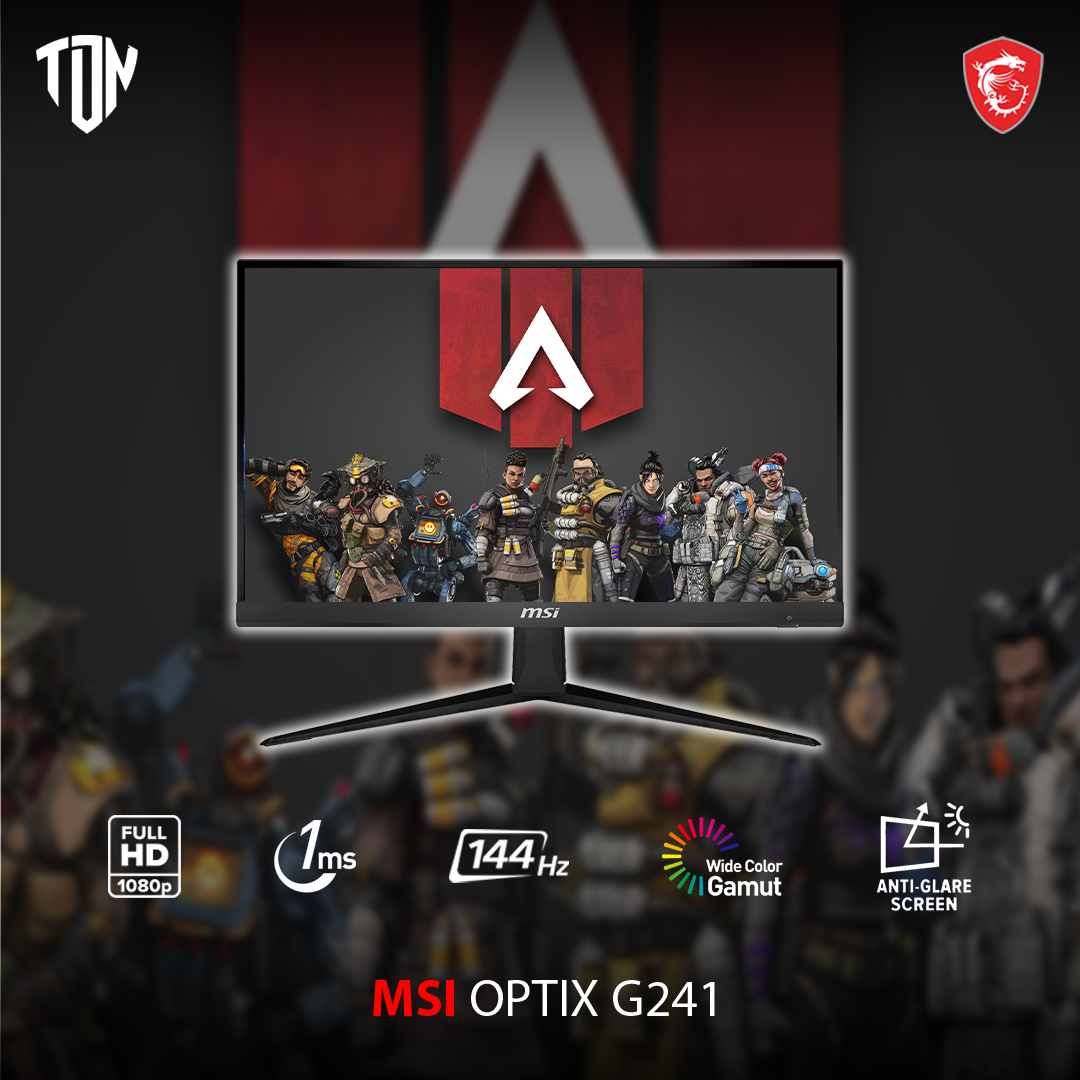 TDN
msi
FULL
HD
1080p
1ms
144Hz
Wide Color
Gamut
ANTI-GLARE
SCREEN
MSI OPTIX G241